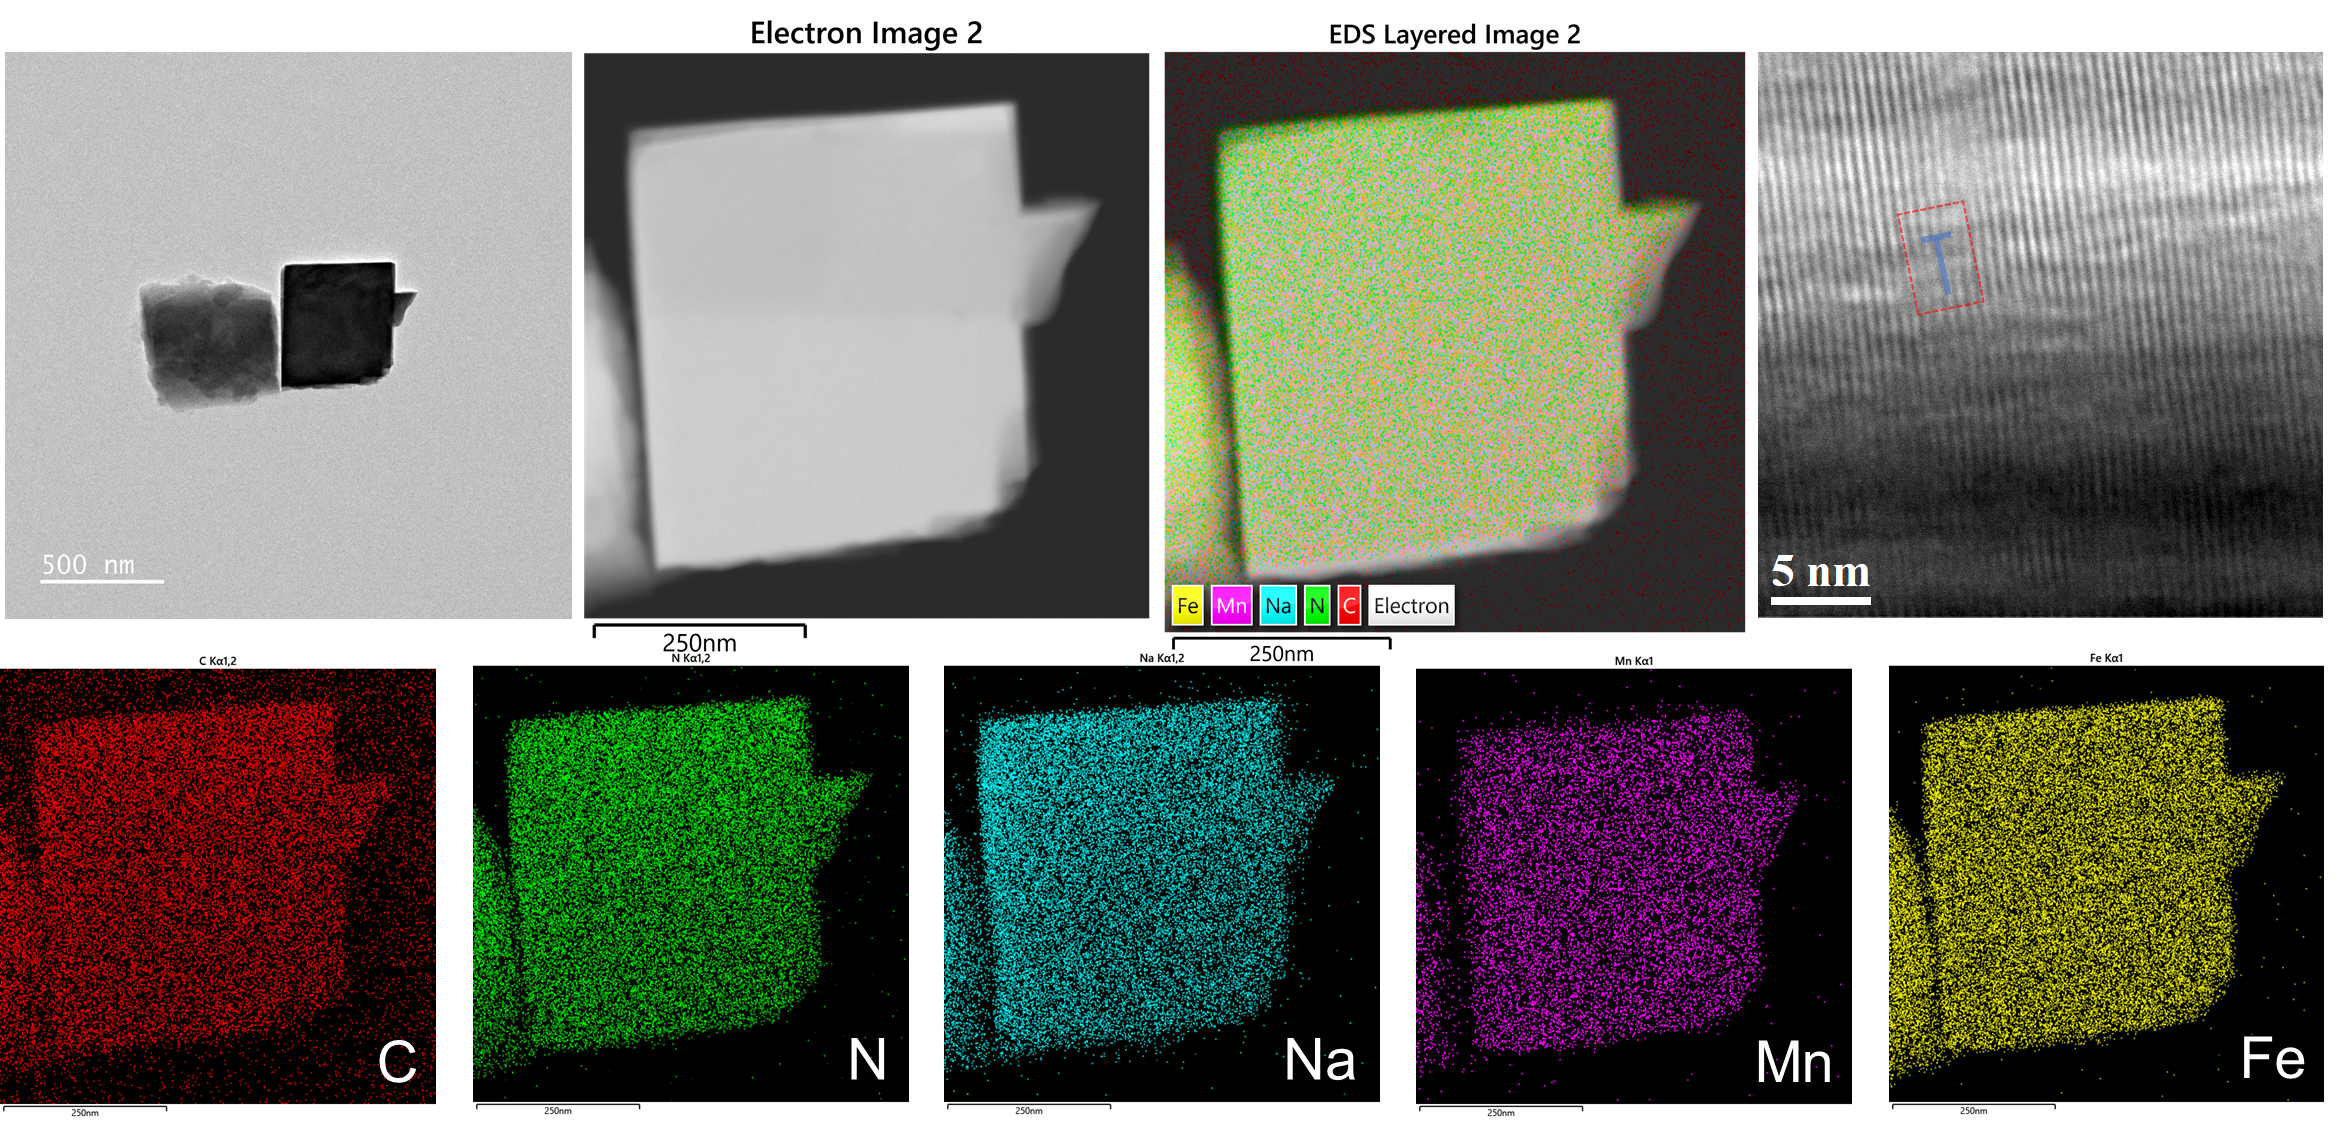 Electron Image 2
EDS Layered Image 2
500 nm
250nm
Fe Mn Na N C Electron
250nm
5 nm
C Kα1,2
N Kα1,2
Na Kα1,2
Mn Kα1
Fe Kα1
C
N
Na
Mn
Fe
250nm
250nm
250nm
250nm
250nm